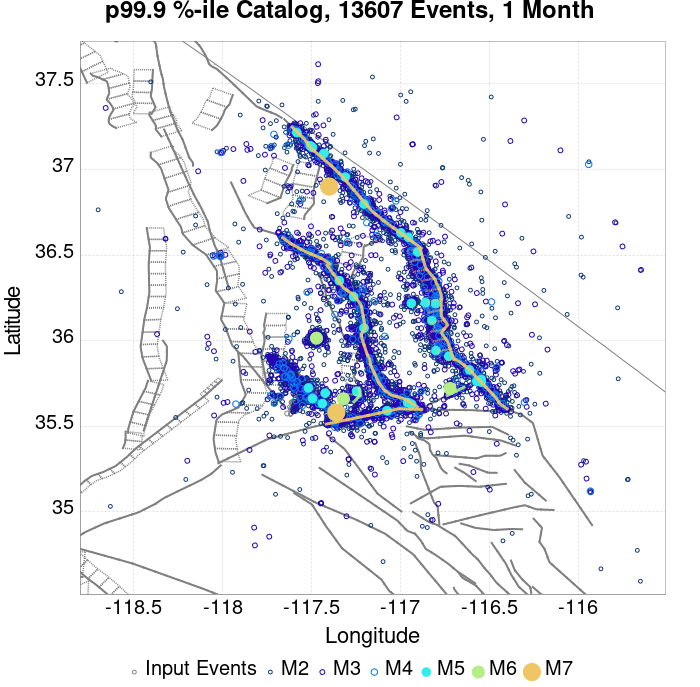 p99.9 %-ile Catalog, 13607 Events, 1 Month
37.5
37
36.5
36
35.5
35
Latitude
-118.5 -118 -117.5 -117 -116.5 -116
Longitude
Input Events M2 M3 M4 M5 M6 M7